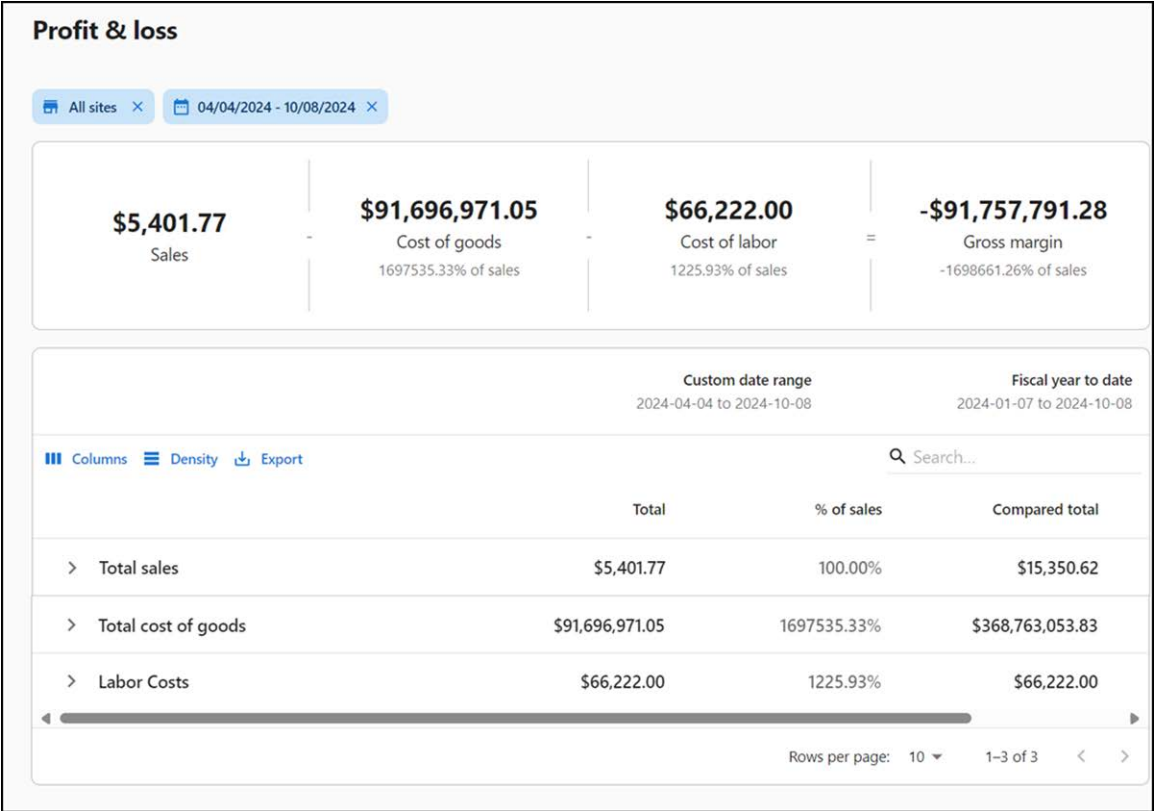 Profit & loss
All sites
04/04/2024 - 10/08/2024
$5,401.77
Sales
-
$91,696,971.05
Cost of goods
1697535.33% of sales
-
$66,222.00
Cost of labor
1225.93% of sales
=
-$91,757,791.28
Gross margin
-1698661.26% of sales
Custom date range Fiscal year to date
2024-04-04 to 2024-10-08 2024-01-07 to 2024-10-08
Columns Density Export Search...
Total % of sales Compared total
Total sales $5,401.77 100.00% $15,350.62
Total cost of goods $91,696,971.05 1697535.33% $368,763,053.83
Labor Costs $66,222.00 1225.93% $66,222.00
Rows per page: 10 1–3 of 3